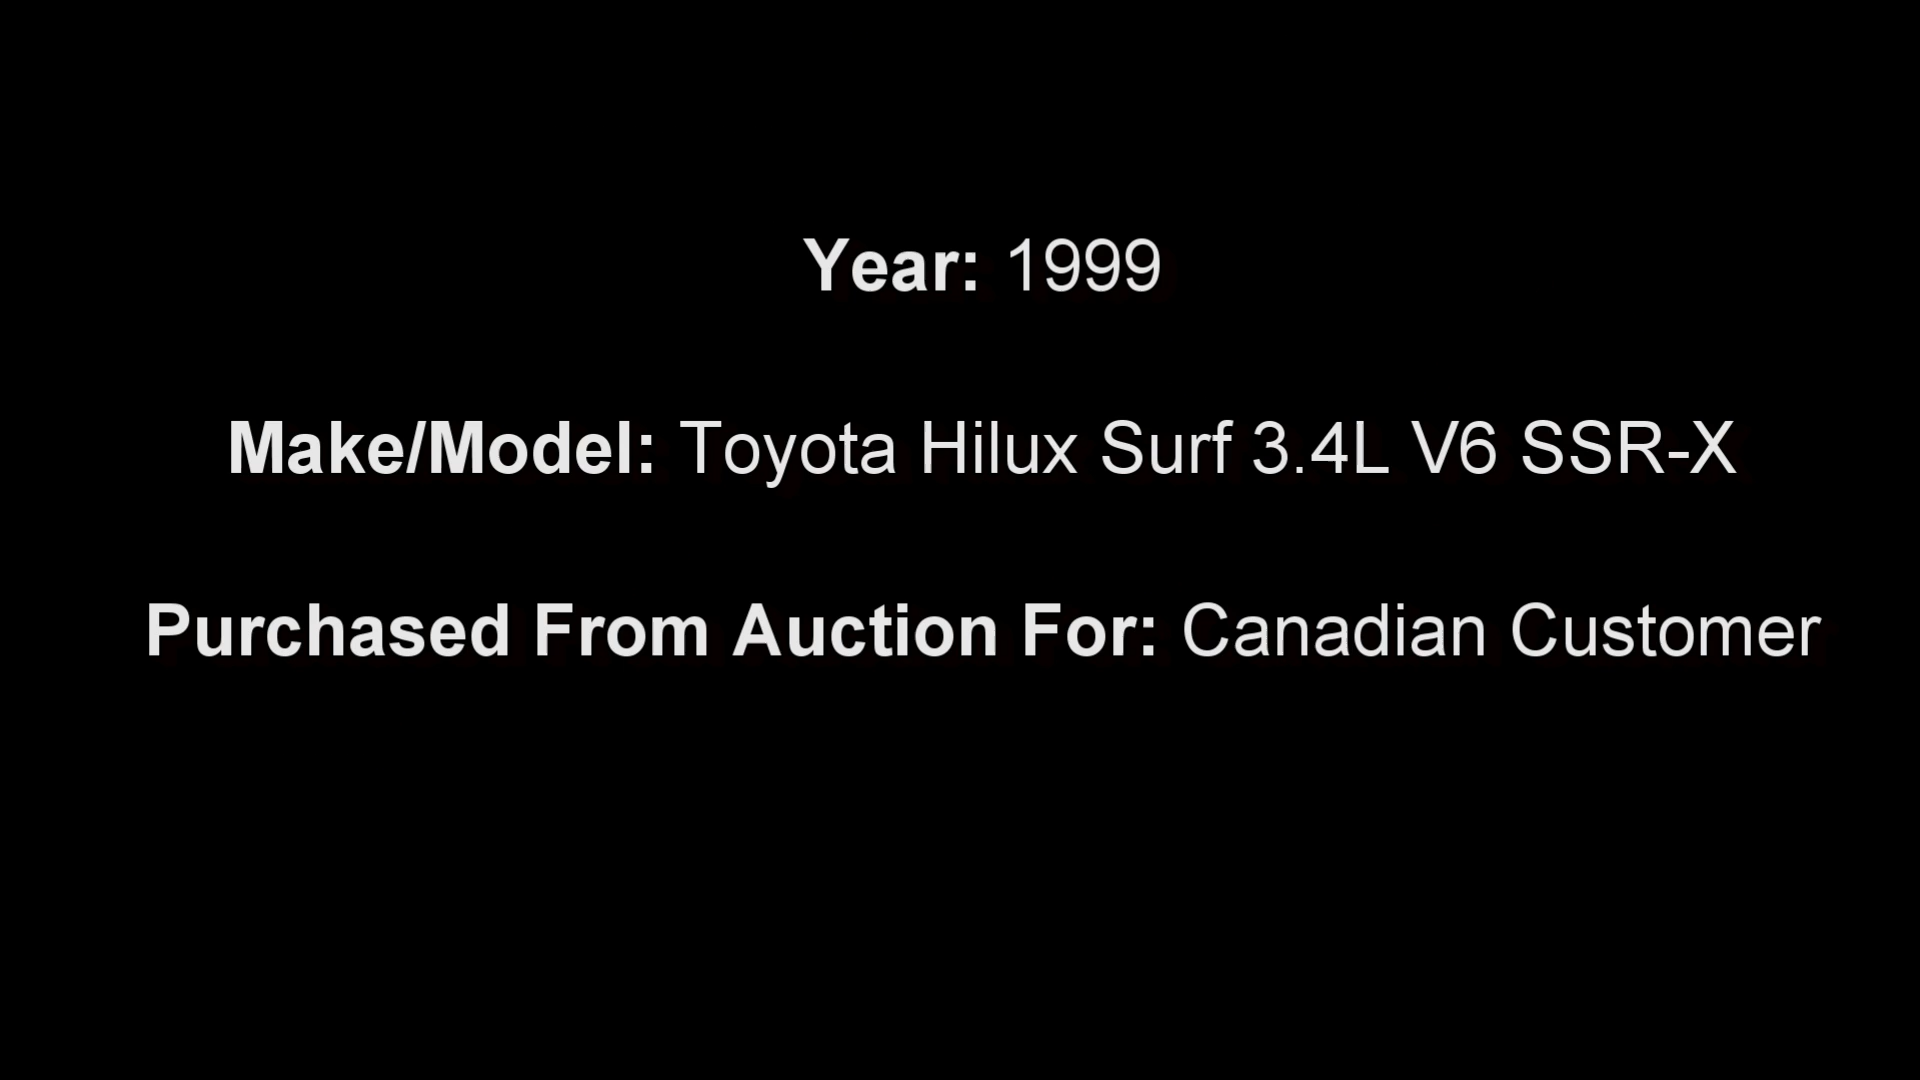 Year: 1999
Make/Model: Toyota Hilux Surf 3.4L V6 SSR-X
Purchased From Auction For: Canadian Customer